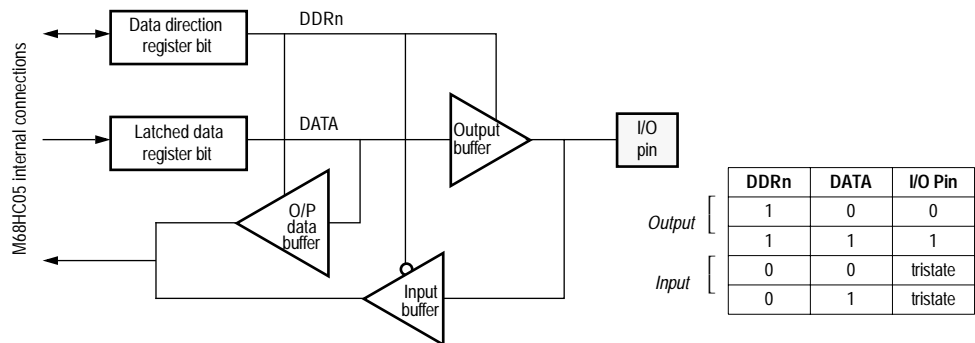 M68HC05 internal connections
Data direction
register bit
DDRn
Latched data
register bit
DATA
Output
buffer
I/O
pin
O/P
data
buffer
Input
buffer
DDRn DATA I/O Pin
Output
1 0 0
1 1 1
Input
0 0 tristate
0 1 tristate